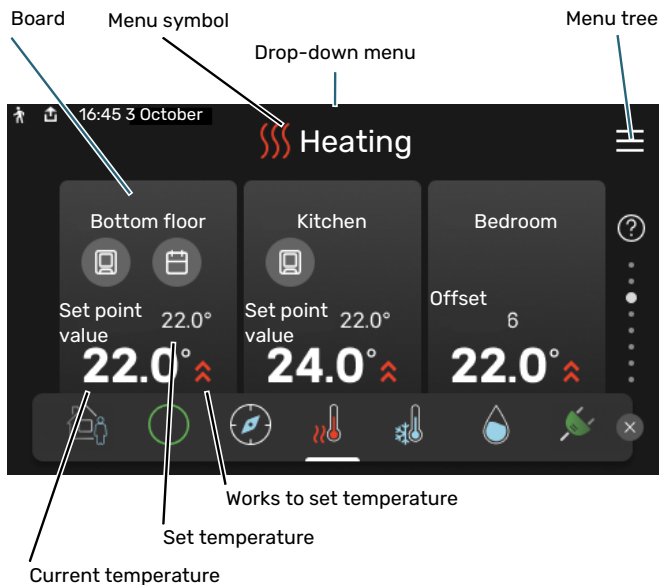 Board
Menu symbol
Menu tree
Drop-down menu
16:45 3 October
Heating
Bottom floor
Kitchen
Bedroom
?
Set point
value
22.0°
Set point
value
22.0°
Offset
6
22.0°
24.0°
22.0°
Works to set temperature
Set temperature
Current temperature